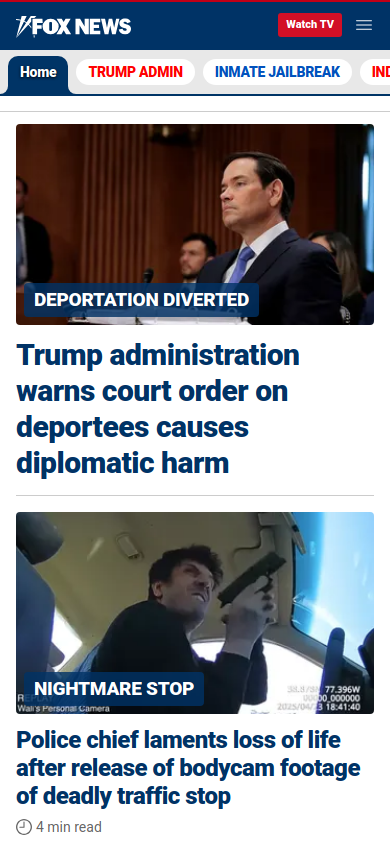 FOX NEWS
Watch TV
Home
TRUMP ADMIN
INMATE JAILBREAK
DEPORTATION DIVERTED
Trump administration
warns court order on
deportees causes
diplomatic harm
NIGHTMARE STOP
Wall's Personal Camera
77.396W
2025/04/23 18:41:40
Police chief laments loss of life
after release of bodycam footage
of deadly traffic stop
4 min read